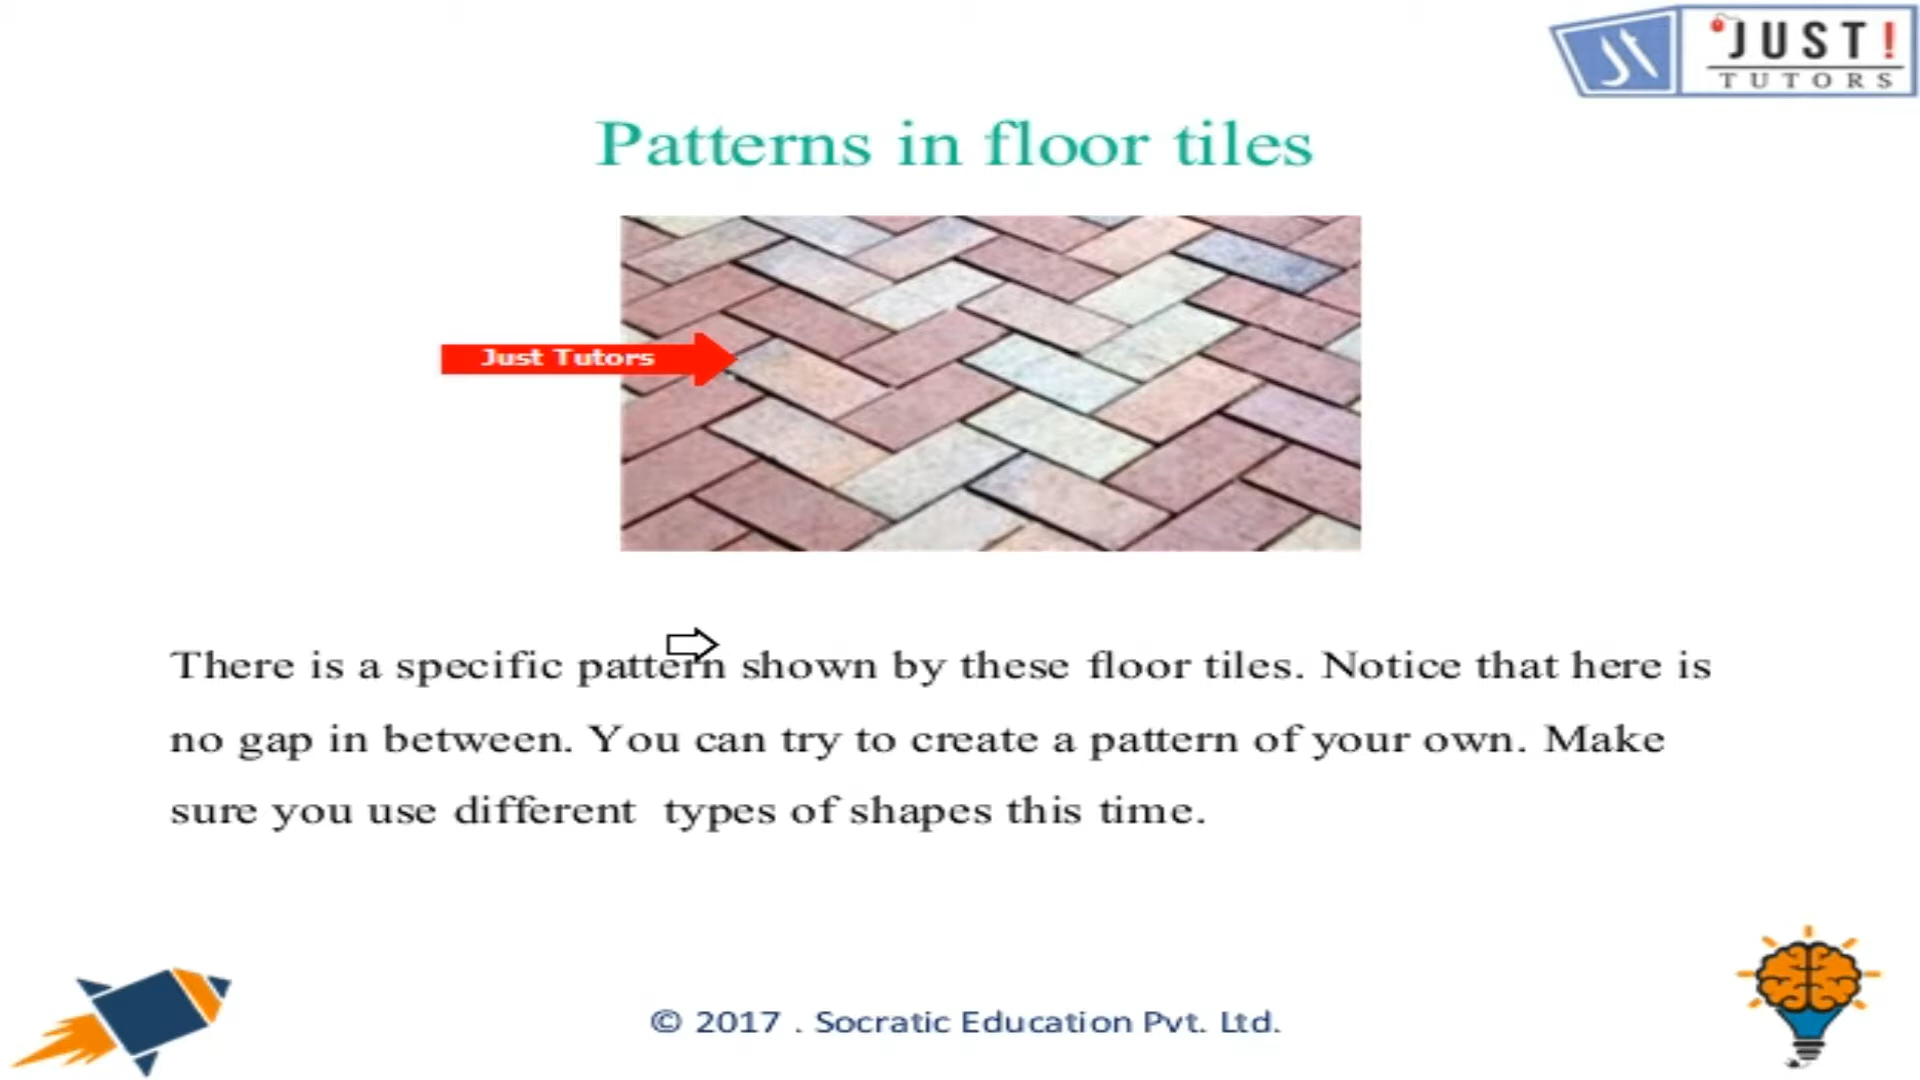 JUST!
TUTORS
Patterns in floor tiles
Just Tutors
There is a specific pattern shown by these floor tiles. Notice that here is
no gap in between. You can try to create a pattern of your own. Make
sure you use different types of shapes this time.
© 2017 . Socratic Education Pvt. Ltd.